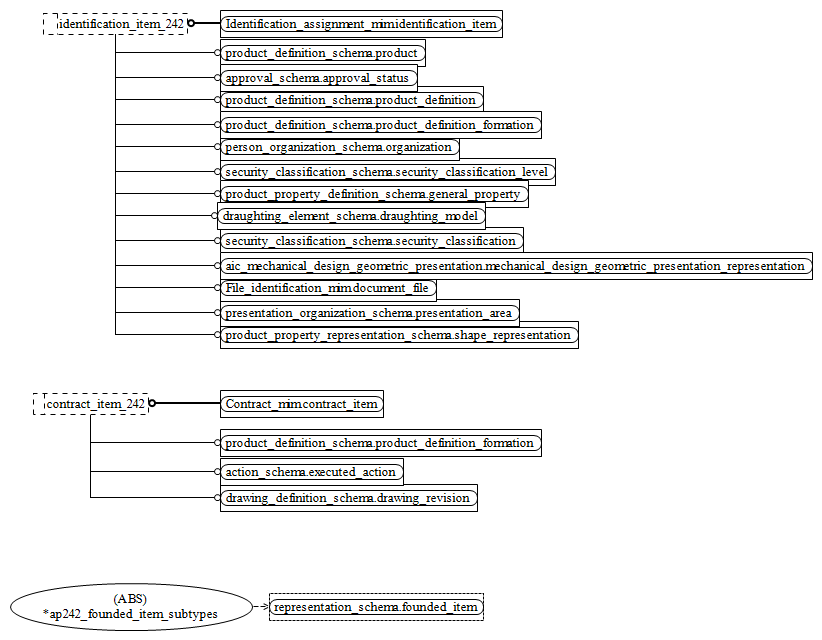 identification_item_242
Identification_assignment_mim.identification_item
product_definition_schema.product
approval_schema.approval_status
product_definition_schema.product_definition
product_definition_schema.product_definition_formation
person_organization_schema.organization
security_classification_schema.security_classification_level
product_property_definition_schema.general_property
draughting_element_schema.draughting_model
security_classification_schema.security_classification
aic_mechanical_design_geometric_presentation.mechanical_design_geometric_presentation_representation
File_identification_mim.document_file
presentation_organization_schema.presentation_area
product_property_representation_schema.shape_representation
contract_item_242
Contract_mim.contract_item
product_definition_schema.product_definition_formation
action_schema.executed_action
drawing_definition_schema.drawing_revision
(ABS)
*ap242_founded_item_subtypes
representation_schema.founded_item